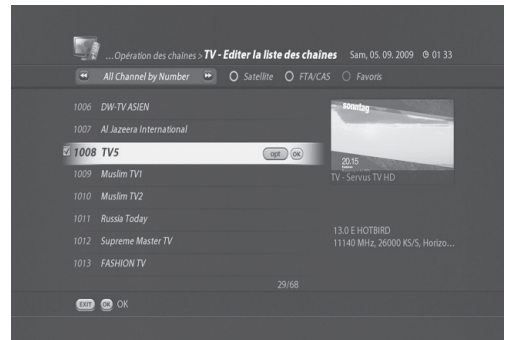 ...Opération des chaînes > TV - Editer la liste des chaînes Sam, 05. 09. 2009 01 33
All Channel by Number Satellite FTA/CAS Favoris
1006 DW-TV ASIEN
1007 Al Jazeera International
1008 TV5 opt OK
1009 Muslim TV1
1010 Muslim TV2
1011 Russia Today
1012 Supreme Master TV
1013 FASHION TV
sonntag
20.15
TV - Servus TV HD
13.0 E HOTBIRD
11140 MHz, 26000 KS/S, Horizo...
29/68
EXIT OK OK